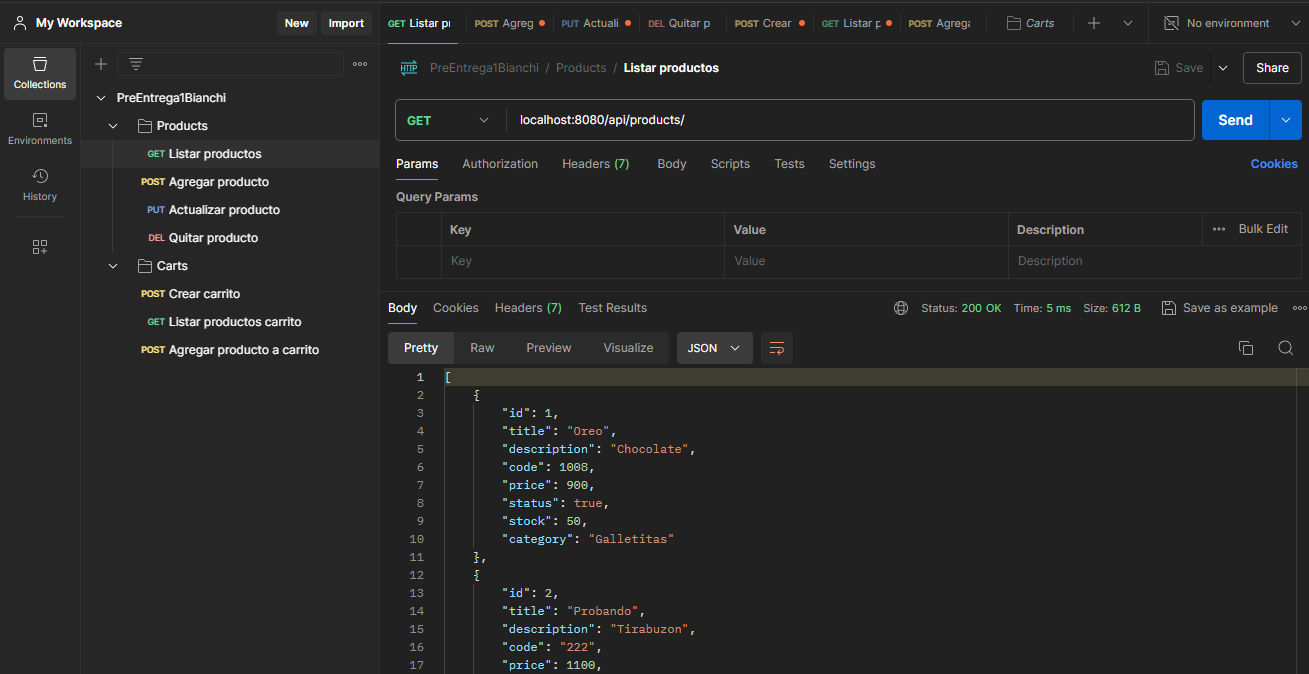 My Workspace
New
Import
GET Listar pr
POST Agreg
PUT Actuali
DEL Quitar p
POST Crear
GET Listar p
POST Agrega
Carts
No environment
Collections
Environments
History
PreEntrega1Bianchi
Products
GET Listar productos
POST Agregar producto
PUT Actualizar producto
DEL Quitar producto
Carts
POST Crear carrito
GET Listar productos carrito
POST Agregar producto a carrito
HTTP PreEntrega1Bianchi / Products / Listar productos
Save
Share
GET
localhost:8080/api/products/
Send
Params Authorization Headers (7) Body Scripts Tests Settings
Cookies
Query Params
Key Value Description ••• Bulk Edit
Key Value Description
Body Cookies Headers (7) Test Results
Status: 200 OK Time: 5 ms Size: 612 B
Save as example
Pretty Raw Preview Visualize JSON
1 [
2 {
3 "id": 1,
4 "title": "Oreo",
5 "description": "Chocolate",
6 "code": 1008,
7 "price": 900,
8 "status": true,
9 "stock": 50,
10 "category": "Galletitas"
11 },
12 {
13 "id": 2,
14 "title": "Probando",
15 "description": "Tirabuzon",
16 "code": "222",
17 "price": 1100,